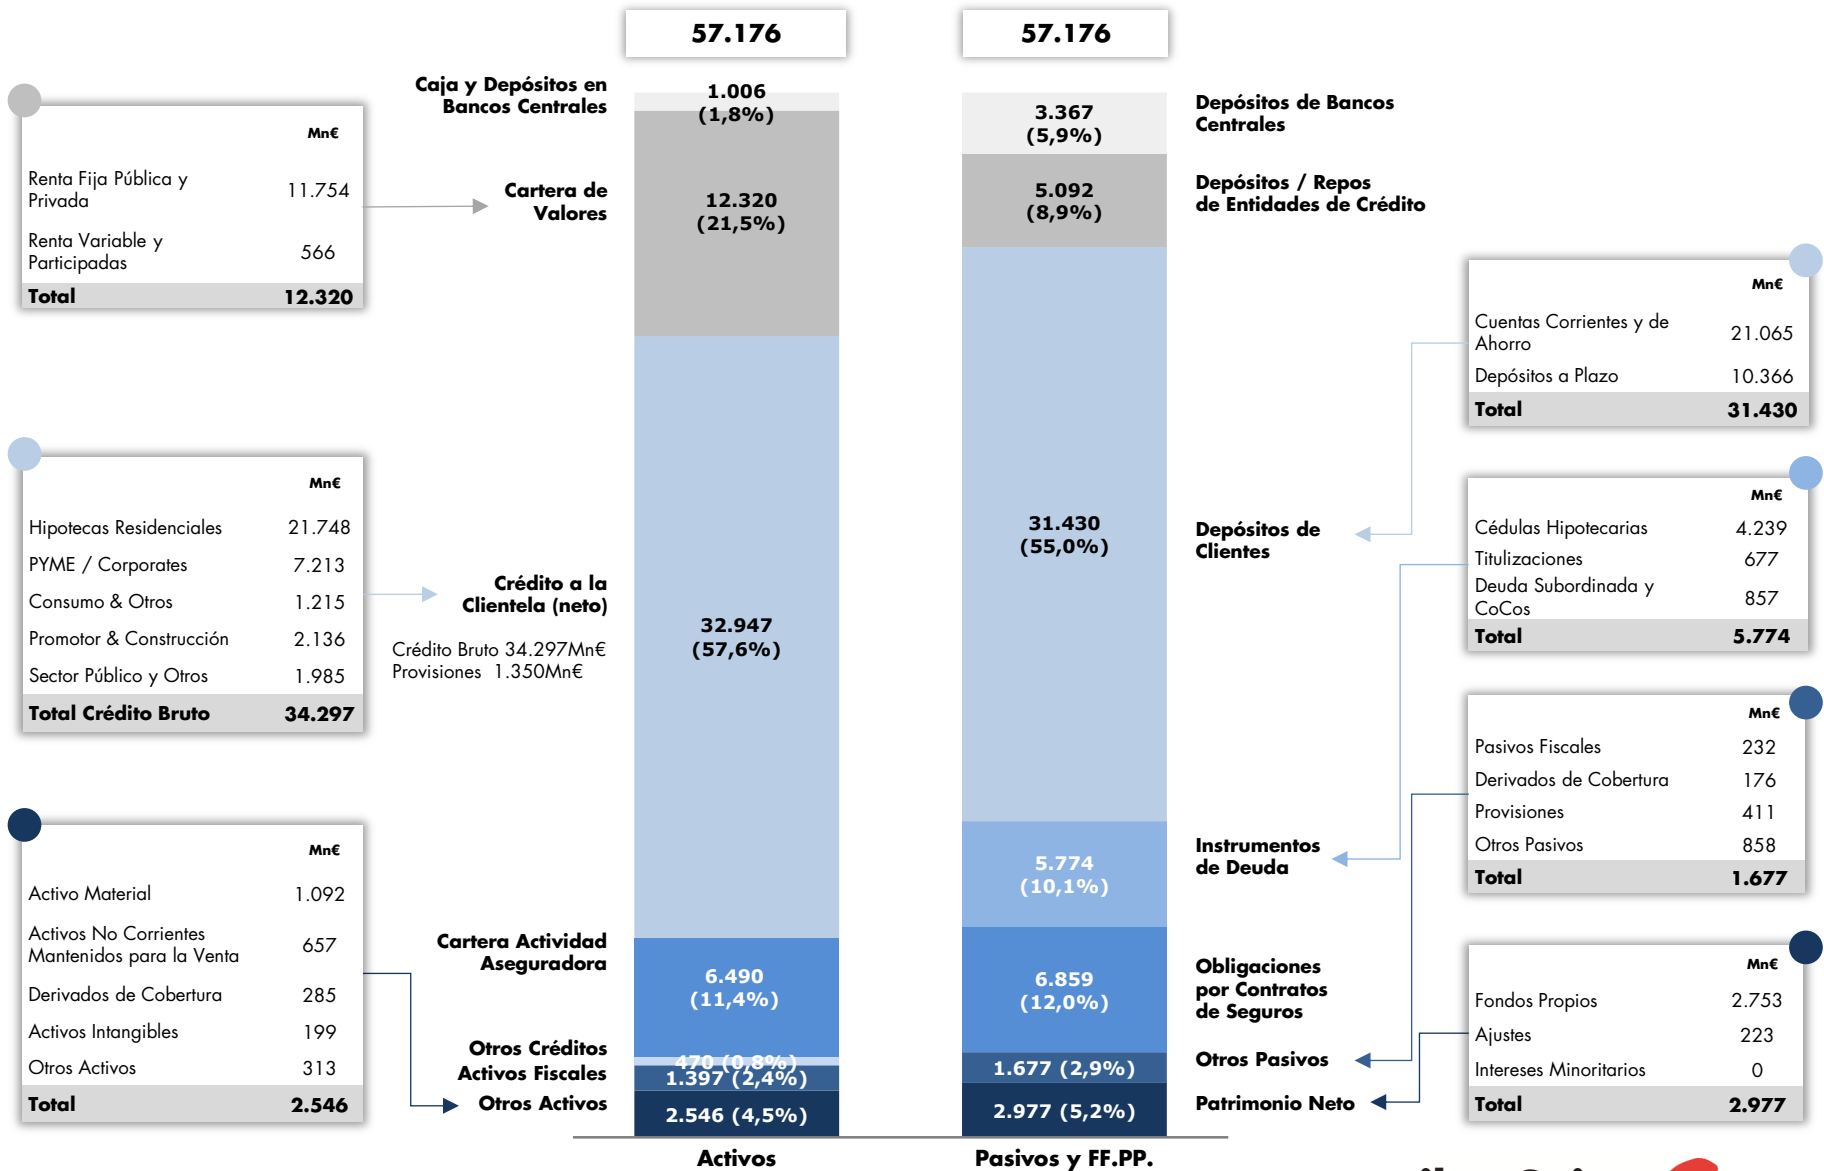 57.176
57.176
Caja y Depósitos en
Bancos Centrales
1.006
(1,8%)
3.367
(5,9%)
Depósitos de Bancos
Centrales
Mn€
Renta Fija Pública y
Privada
11.754
Renta Variable y
Participadas
566
Total 12.320
Cartera de
Valores
12.320
(21,5%)
5.092
(8,9%)
Depósitos / Repos
de Entidades de Crédito
Mn€
Cuentas Corrientes y de
Ahorro
21.065
Depósitos a Plazo 10.366
Total 31.430
Mn€
Hipotecas Residenciales 21.748
PYME / Corporates 7.213
Consumo & Otros 1.215
Promotor & Construcción 2.136
Sector Público y Otros 1.985
Total Crédito Bruto 34.297
Crédito a la
Clientela (neto)
Crédito Bruto 34.297Mn€
Provisiones 1.350Mn€
32.947
(57,6%)
31.430
(55,0%)
Depósitos de
Clientes
Mn€
Cédulas Hipotecarias 4.239
Titulizaciones 677
Deuda Subordinada y
CoCos
857
Total 5.774
Mn€
Pasivos Fiscales 232
Derivados de Cobertura 176
Provisiones 411
Otros Pasivos 858
Total 1.677
5.774
(10,1%)
Instrumentos
de Deuda
Mn€
Activo Material 1.092
Activos No Corrientes
Mantenidos para la Venta
657
Derivados de Cobertura 285
Activos Intangibles 199
Otros Activos 313
Total 2.546
Cartera Actividad
Aseguradora
6.490
(11,4%)
6.859
(12,0%)
Obligaciones
por Contratos
de Seguros
Mn€
Fondos Propios 2.753
Ajustes 223
Intereses Minoritarios 0
Total 2.977
Otros Créditos
470 (0,8%)
Activos Fiscales
1.397 (2,4%)
1.677 (2,9%)
Otros Pasivos
Otros Activos
2.546 (4,5%)
2.977 (5,2%)
Patrimonio Neto
Activos
Pasivos y FF.PP.